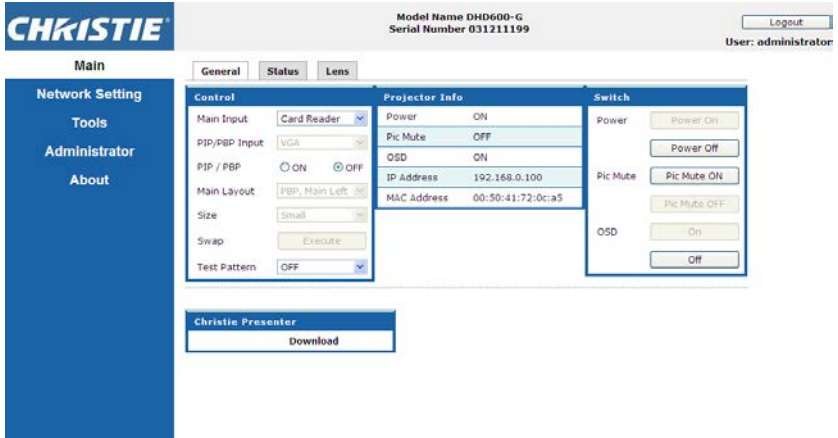 CHRISTIE
Model Name DHD600-G
Serial Number 031211199
Logout
User: administrator
Main
Network Setting
Tools
Administrator
About
General Status Lens
Control
Main Input Card Reader
PIP/PBP Input VGA
PIP / PBP ON OFF
Main Layout PBP, Main Left
Size Small
Swap Execute
Test Pattern OFF
Projector Info
Power ON
Pic Mute OFF
OSD ON
IP Address 192.168.0.100
MAC Address 00:50:41:72:0c:a5
Switch
Power Power On
Power Off
Pic Mute Pic Mute ON
Pic Mute OFF
OSD On
Off
Christie Presenter
Download